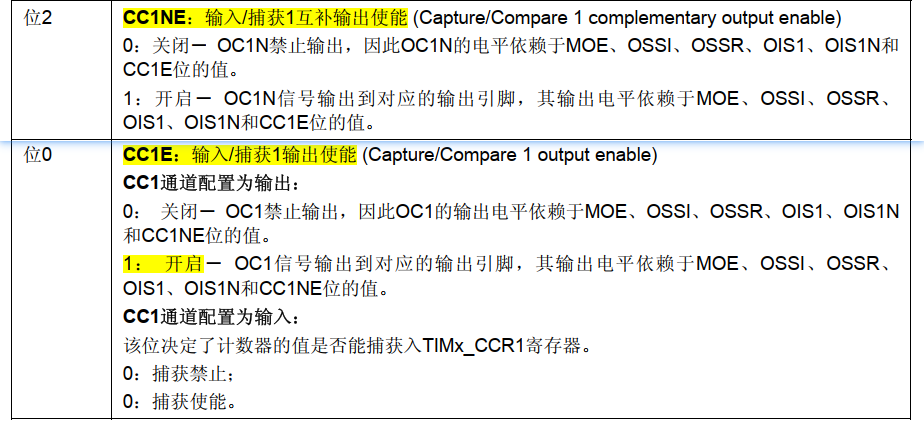 位2
CC1NE：输入/捕获1互补输出使能 (Capture/Compare 1 complementary output enable)
0：关闭－ OC1N禁止输出，因此OC1N的电平依赖于MOE、OSSI、OSSR、OIS1、OIS1N和
CC1E位的值。
1：开启－ OC1N信号输出到对应的输出引脚，其输出电平依赖于MOE、OSSI、OSSR、
OIS1、OIS1N和CC1E位的值。
位0
CC1E：输入/捕获1输出使能 (Capture/Compare 1 output enable)
CC1通道配置为输出：
0： 关闭－ OC1禁止输出，因此OC1的输出电平依赖于MOE、OSSI、OSSR、OIS1、OIS1N
和CC1NE位的值。
1： 开启－ OC1信号输出到对应的输出引脚，其输出电平依赖于MOE、OSSI、OSSR、
OIS1、OIS1N和CC1NE位的值。
CC1通道配置为输入：
该位决定了计数器的值是否能捕获入TIMx_CCR1寄存器。
0：捕获禁止；
0：捕获使能。